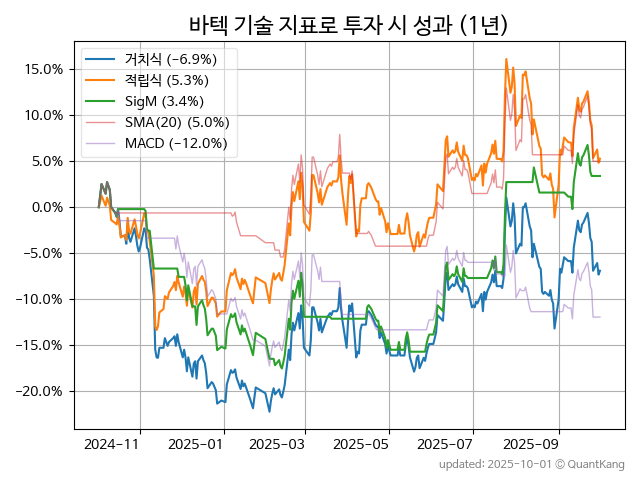 바텍 기술 지표로 투자 시 성과 (1년)
거치식 (−6.9%)
적립식 (5.3%)
SigM (3.4%)
SMA(20) (5.0%)
MACD (−12.0%)
15.0%
10.0%
5.0%
0.0%
−5.0%
−10.0%
−15.0%
−20.0%
2024-11 2025-01 2025-03 2025-05 2025-07 2025-09
updated: 2025-10-01 © QuantKang